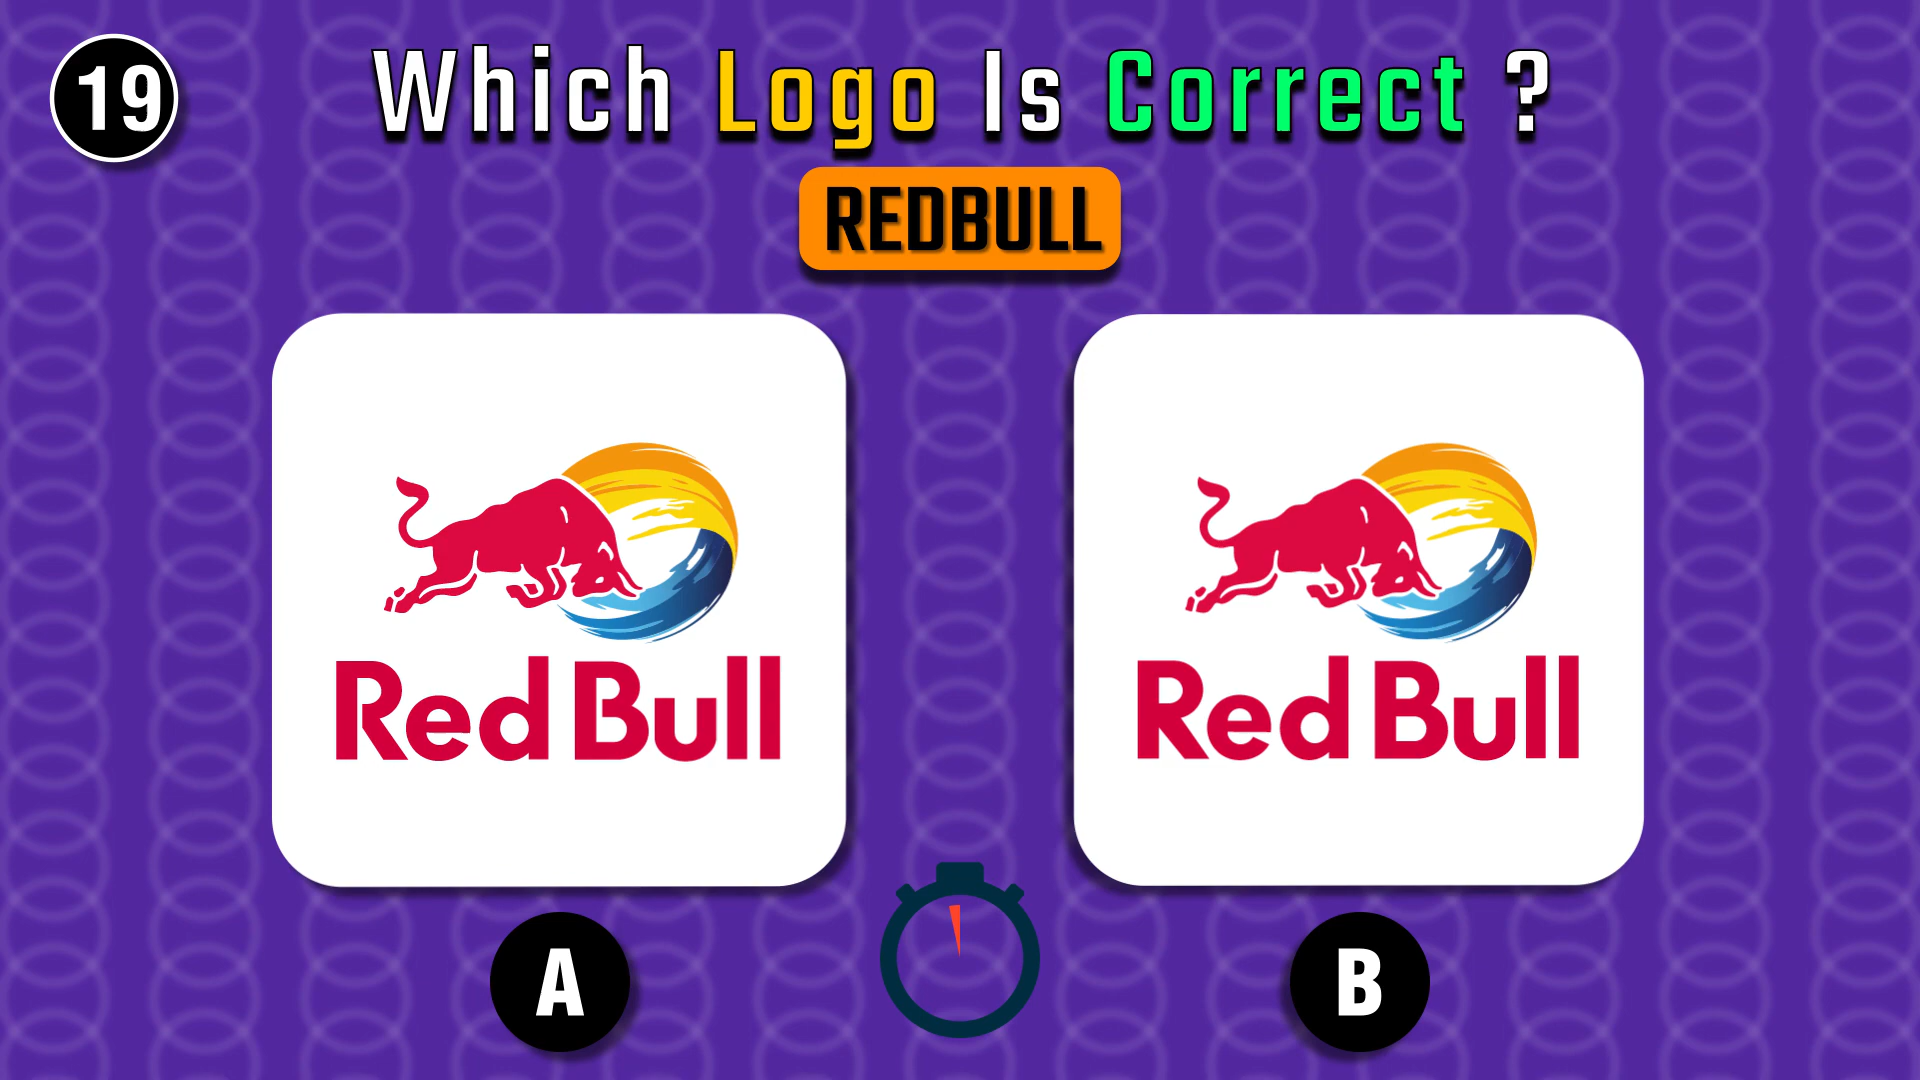 19
Which Logo Is Correct ?
REDBULL
Red Bull
Red Bull
A
B